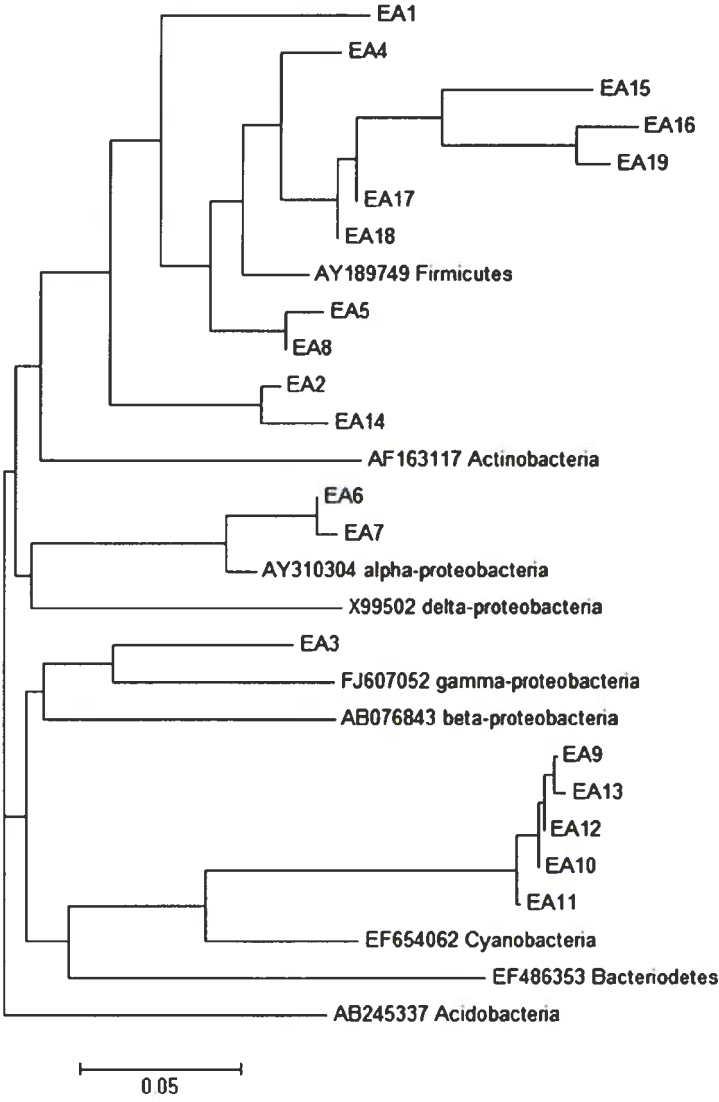 EA1
EA4
EA15
EA16
EA19
EA17
EA18
AY189749 Firmicutes
EA5
EA8
EA2
EA14
AF163117 Actinobacteria
EA6
EA7
AY310304 alpha-proteobacteria
X99502 delta-proteobacteria
EA3
FJ607052 gamma-proteobacteria
AB076843 beta-proteobacteria
EA9
EA13
EA12
EA10
EA11
EF654062 Cyanobacteria
EF486353 Bacteriodetes
AB245337 Acidobacteria
0.05